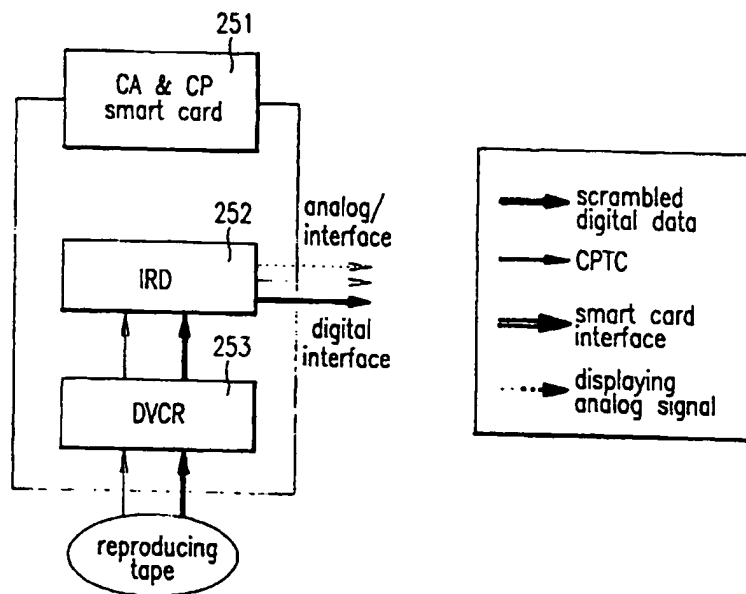 251
CA & CP
smart card
252
analog/
interface
IRD
digital
interface
253
DVCR
reproducing
tape
scrambled
digital data
CPTC
smart card
interface
displaying
analog signal